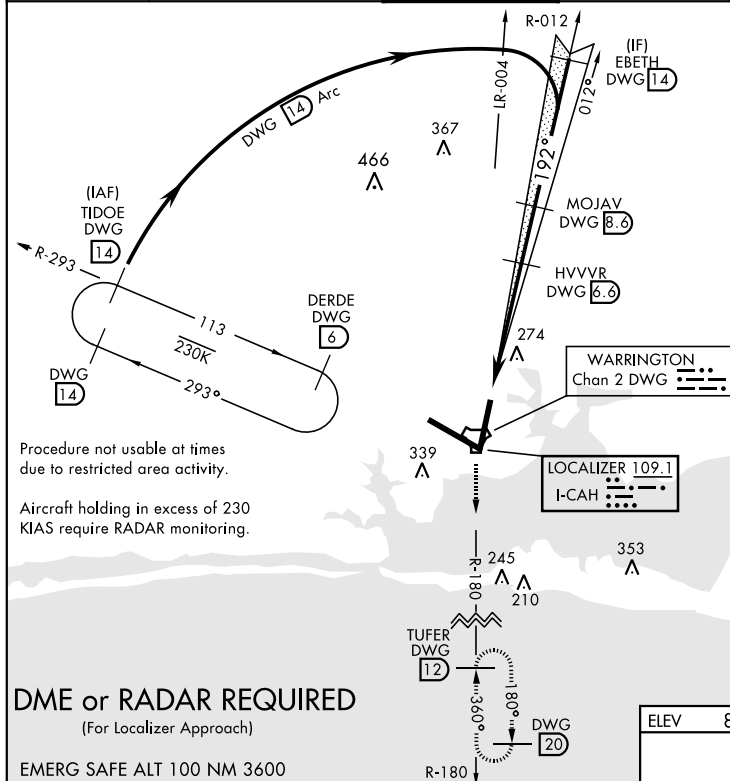 R-012
(IF)
EBETH
DWG 14
012°
LR-004
DWG 14 Arc
367
466
192°
(IAF)
TIDOE
DWG
14
R-293
MOJAV
DWG 8.6
HVVVR
DWG 6.6
DERDE
DWG
6
113
230K
293°
DWG
14
274
WARRINGTON
Chan 2 DWG
Procedure not usable at times
due to restricted area activity.
339
LOCALIZER 109.1
I-CAH
Aircraft holding in excess of 230
KIAS require RADAR monitoring.
R-180
245
210
353
TUFER
DWG
12
360°
180°
DWG
20
R-180
DME or RADAR REQUIRED
(For Localizer Approach)
EMERG SAFE ALT 100 NM 3600
ELEV 8